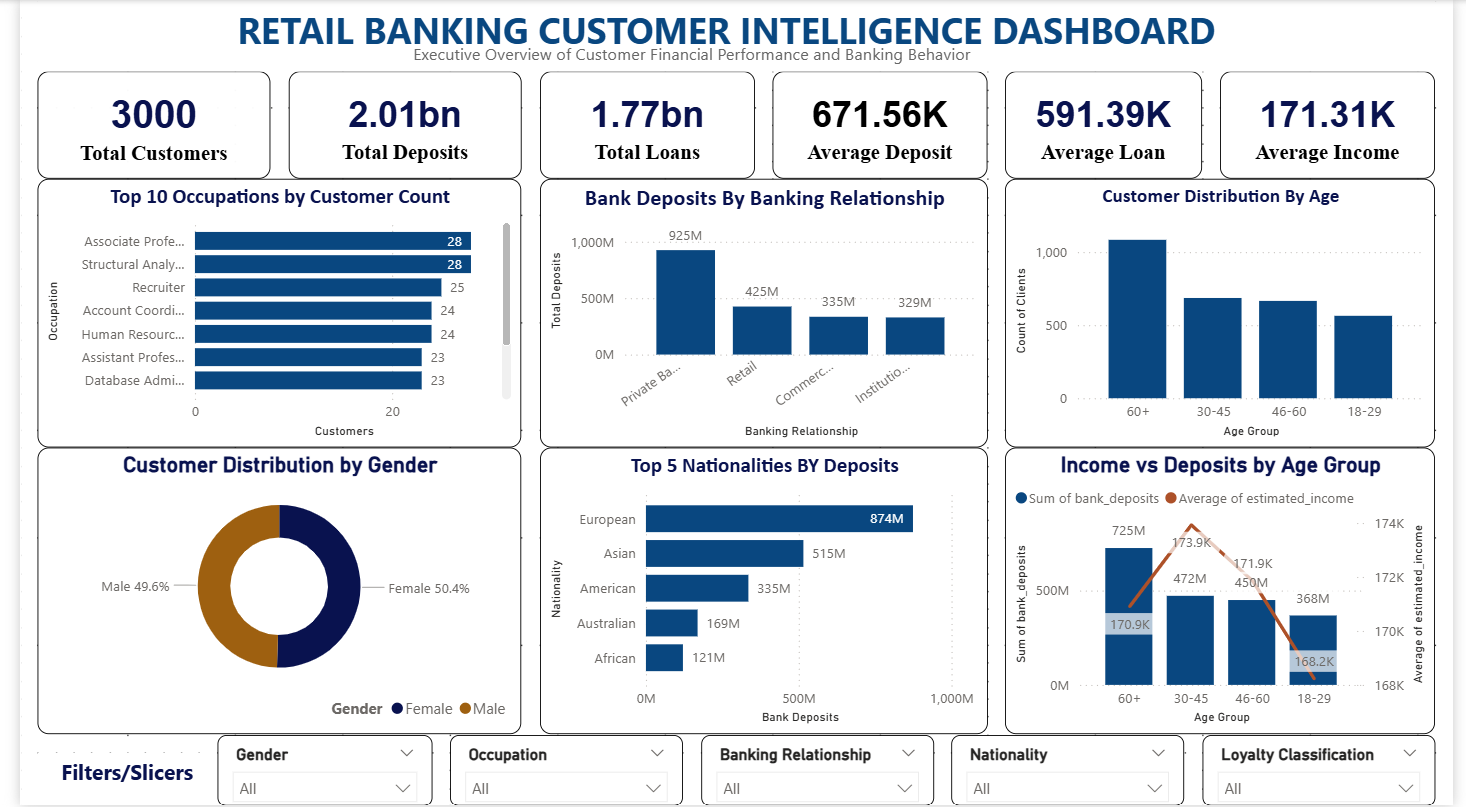 RETAIL BANKING CUSTOMER INTELLIGENCE DASHBOARD
Executive Overview of Customer Financial Performance and Banking Behavior
3000
Total Customers
2.01bn
Total Deposits
1.77bn
Total Loans
671.56K
Average Deposit
591.39K
Average Loan
171.31K
Average Income
Top 10 Occupations by Customer Count
Occupation
Associate Profe... 28
Structural Analy... 28
Recruiter 25
Account Coordi... 24
Human Resourc... 24
Assistant Profes... 23
Database Admi... 23
0 20
Customers
Bank Deposits By Banking Relationship
Total Deposits
1,000M
500M
0M
925M
425M
335M
329M
Private Ba...
Retail
Commerc...
Institutio...
Banking Relationship
Customer Distribution By Age
Count of Clients
1,000
500
0
60+ 30-45 46-60 18-29
Age Group
Customer Distribution by Gender
Male 49.6%
Female 50.4%
Gender Female Male
Top 5 Nationalities BY Deposits
Nationality
European 874M
Asian 515M
American 335M
Australian 169M
African 121M
0M 500M 1,000M
Bank Deposits
Income vs Deposits by Age Group
Sum of bank_deposits Average of estimated_income
Sum of bank_deposits
500M
0M
725M
472M
450M
368M
170.9K
173.9K
171.9K
168.2K
174K
172K
170K
168K
Average of estimated_income
60+ 30-45 46-60 18-29
Age Group
Filters/Slicers
Gender
All
Occupation
All
Banking Relationship
All
Nationality
All
Loyalty Classification
All